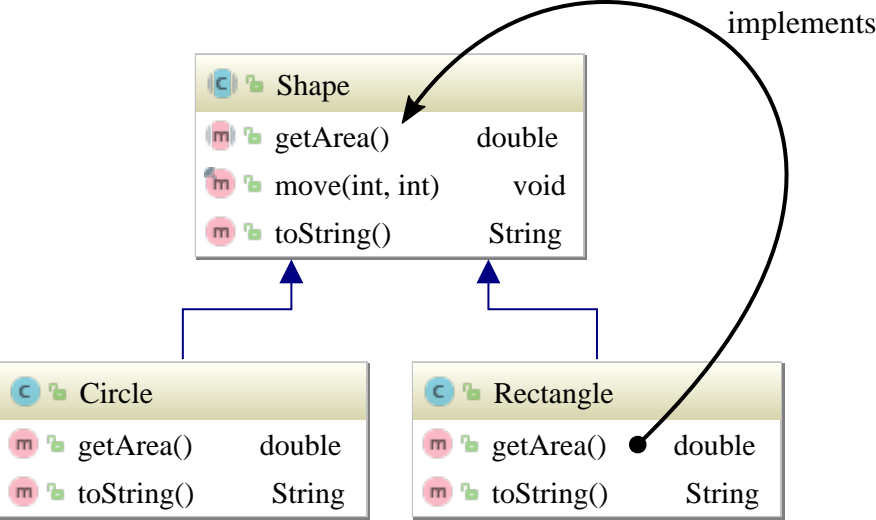 implements
C Shape
m getArea() double
m move(int, int) void
m toString() String
C Circle
m getArea() double
m toString() String
C Rectangle
m getArea() double
m toString() String